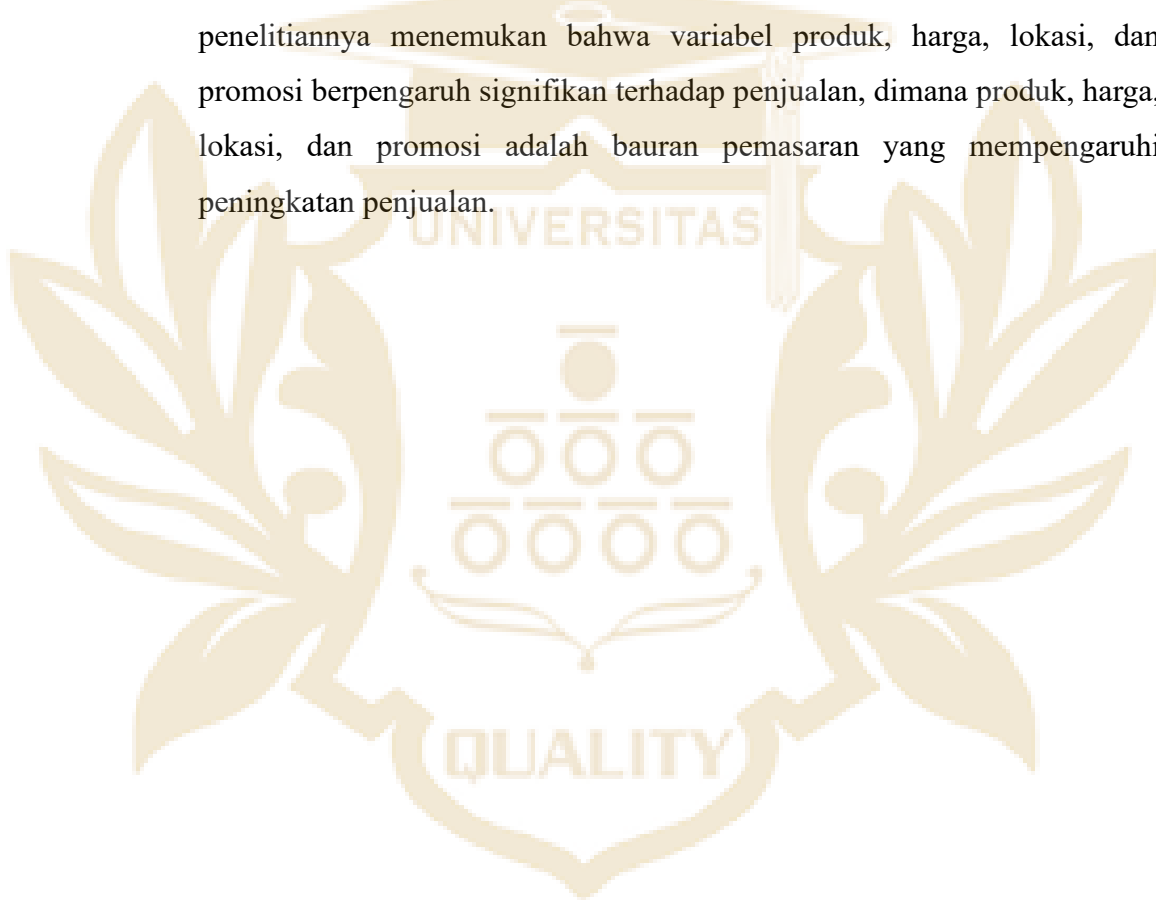 penelitiannya menemukan bahwa variabel produk, harga, lokasi, dan
promosi berpengaruh signifikan terhadap penjualan, dimana produk, harga,
lokasi, dan promosi adalah bauran pemasaran yang mempengaruhi
peningkatan penjualan.
UNIVERSITAS
QUALITY